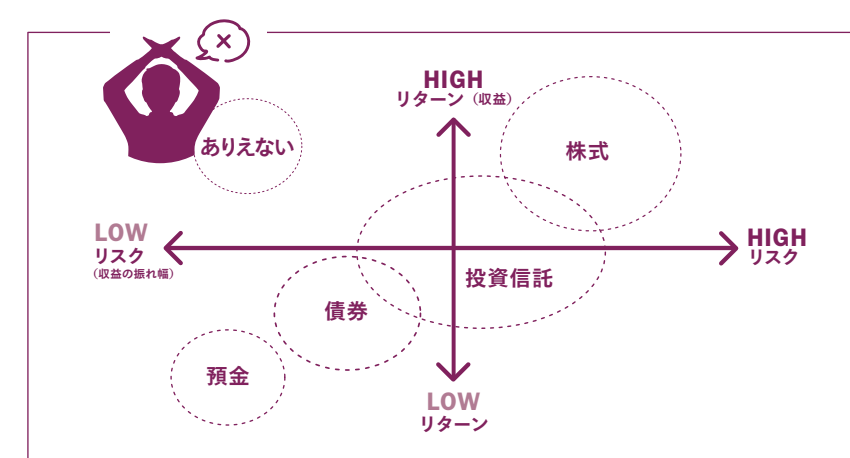 ×
HIGH
リターン（収益）
ありえない
株式
LOW
リスク
（収益の振れ幅）
HIGH
リスク
投資信託
債券
預金
LOW
リターン